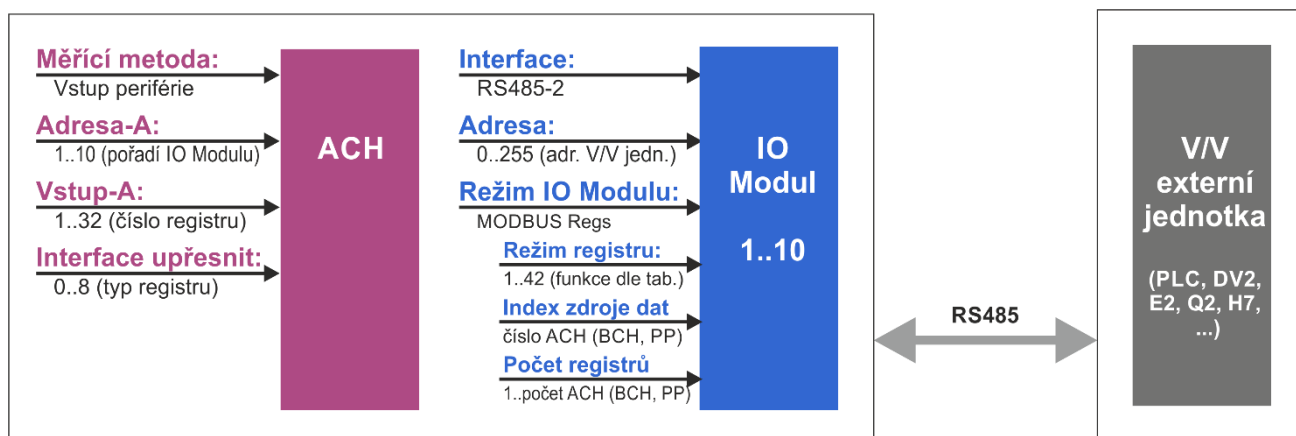 Měřící metoda:
Vstup periférie
Adresa-A:
1..10 (pořadí IO Modulu)
Vstup-A:
1..32 (číslo registru)
Interface upřesnit:
0..8 (typ registru)
ACH
Interface:
RS485-2
Adresa:
0..255 (adr. V/V jedn.)
Režim IO Modulu:
MODBUS Regs
Režim registru:
1..42 (funkce dle tab.)
Index zdroje dat
číslo ACH (BCH, PP)
Počet registrů
1..počet ACH (BCH, PP)
IO
Modul
1..10
RS485
V/V
externí
jednotka
(PLC, DV2,
E2, Q2, H7,
...)